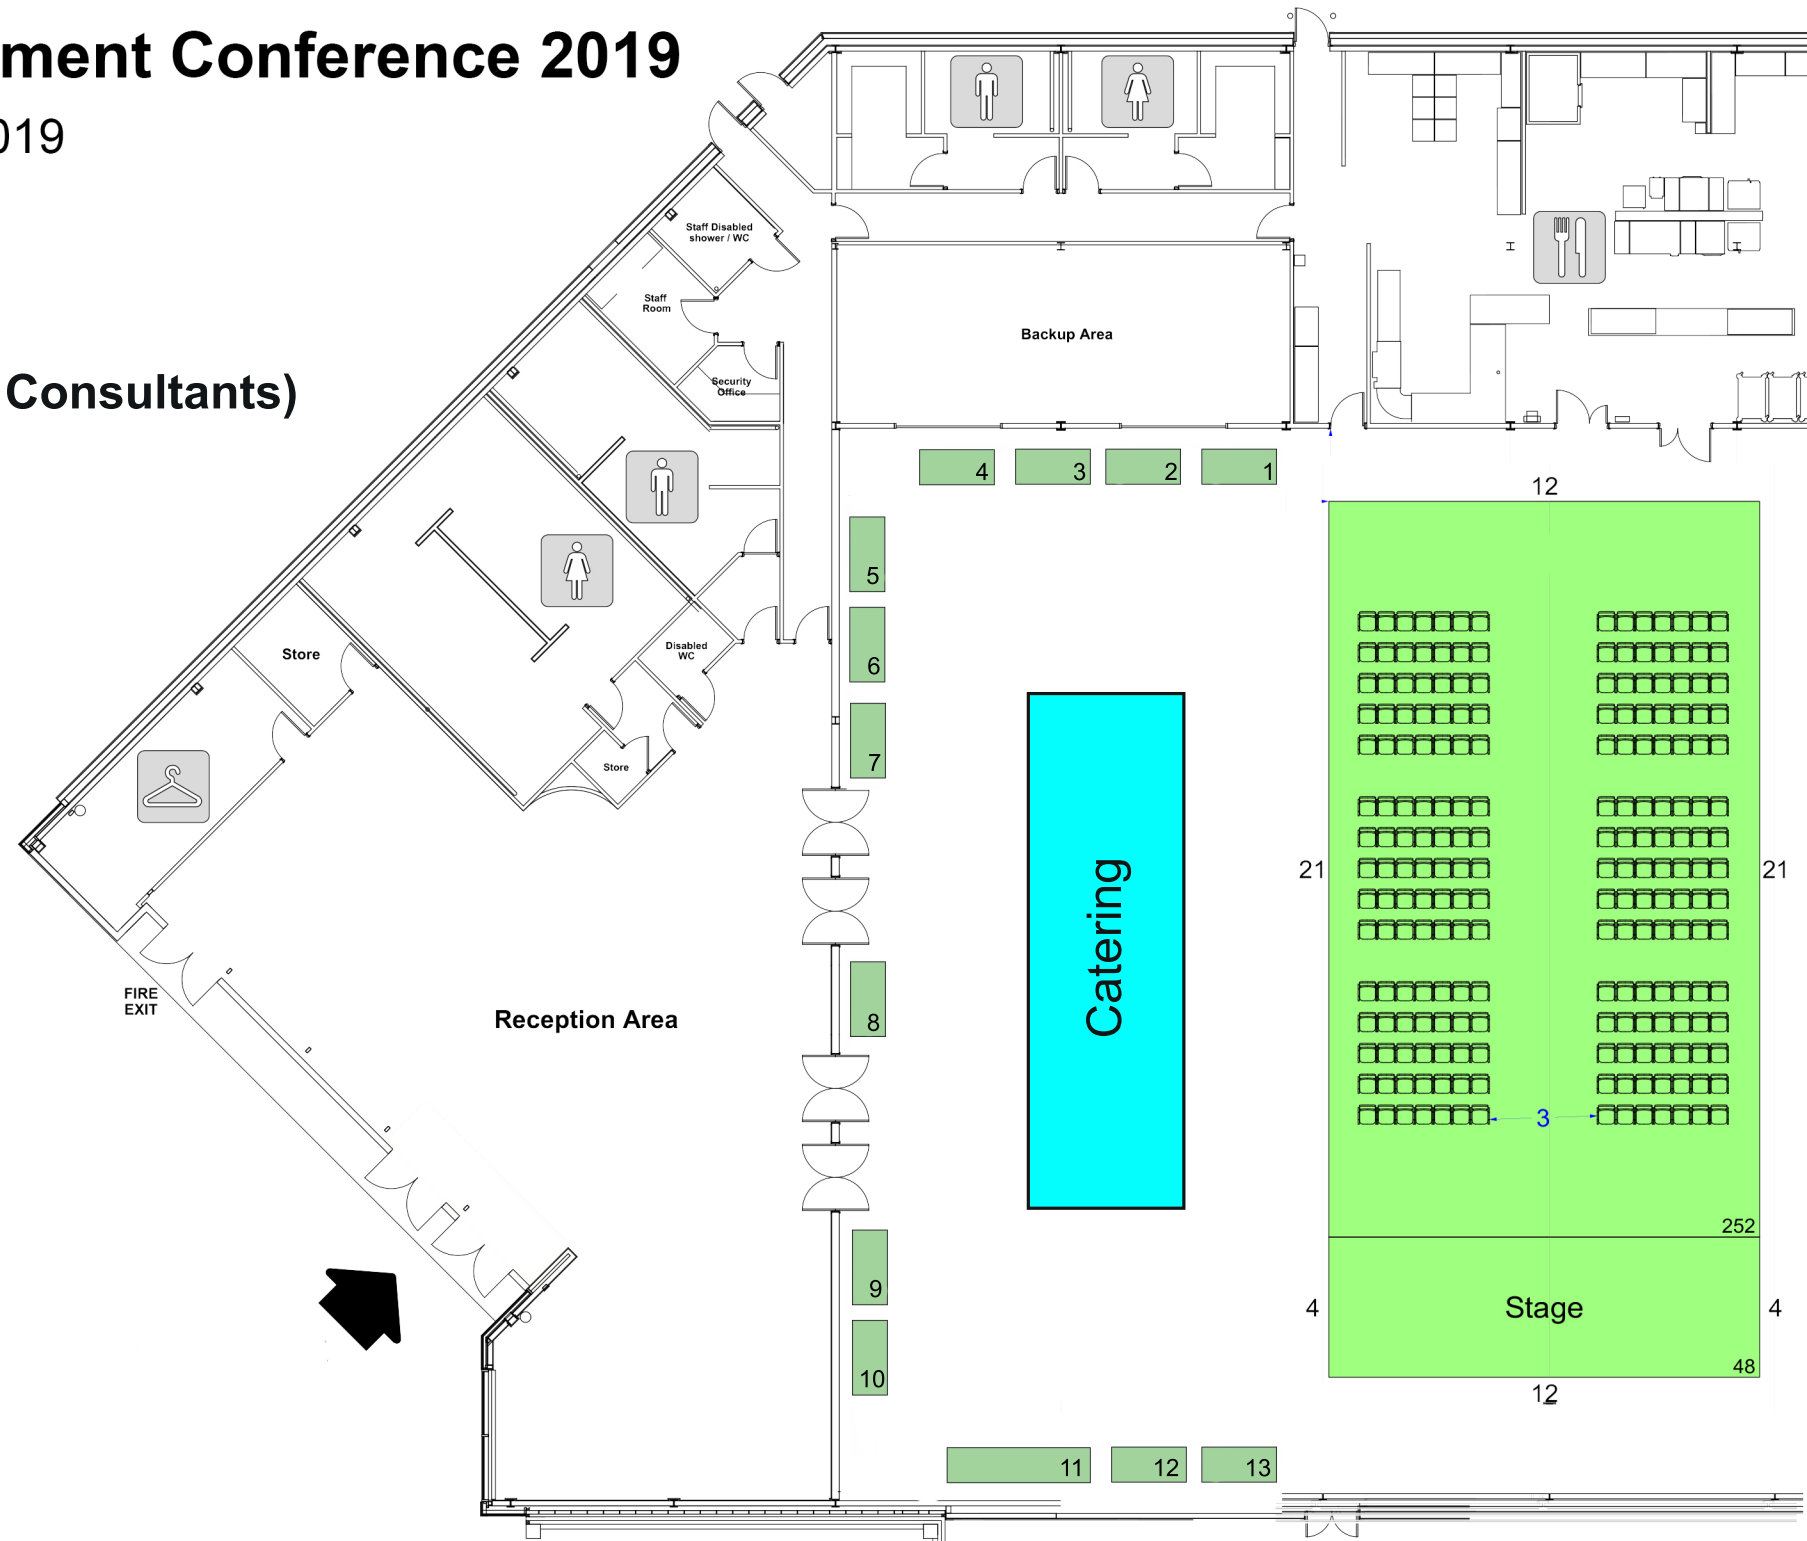 ment Conference 2019
019
Consultants)
Staff Disabled
shower / WC
Staff
Room
Security
Office
Backup Area
4
3
2
1
12
5
6
7
Store
Disabled
WC
Store
21
21
Catering
FIRE
EXIT
Reception Area
8
3
252
9
4
Stage
4
10
48
12
11
12
13